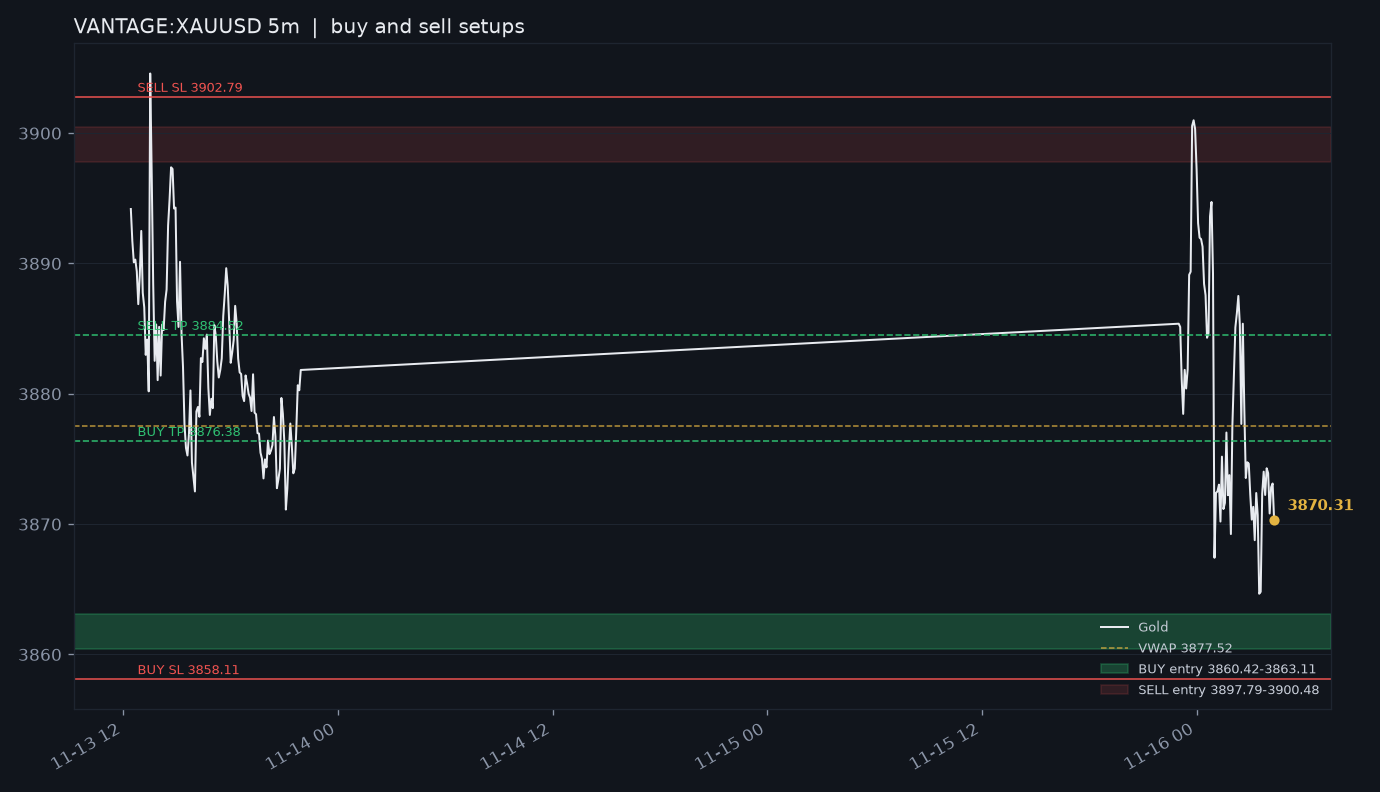 VANTAGE:XAUUSD 5m | buy and sell setups
SELL SL 3902.79
3900
3890
SELL TP 3884.52
3880
BUY TP 3876.38
3870.31
3870
Gold
VWAP 3877.52
3860
BUY SL 3858.11
BUY entry 3860.42-3863.11
SELL entry 3897.79-3900.48
11-13 12
11-14 00
11-14 12
11-15 00
11-15 12
11-16 00